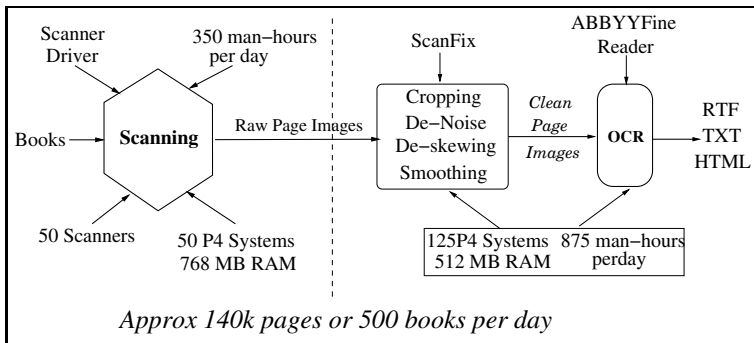 Scanner
Driver
350 man-hours
per day
Books
Scanning
50 Scanners
50 P4 Systems
768 MB RAM
Raw Page Images
ScanFix
Cropping
De-Noise
De-skewing
Smoothing
Clean
Page
Images
ABBYYFine
Reader
OCR
RTF
TXT
HTML
125P4 Systems
512 MB RAM
875 man-hours
perday
Approx 140k pages or 500 books per day